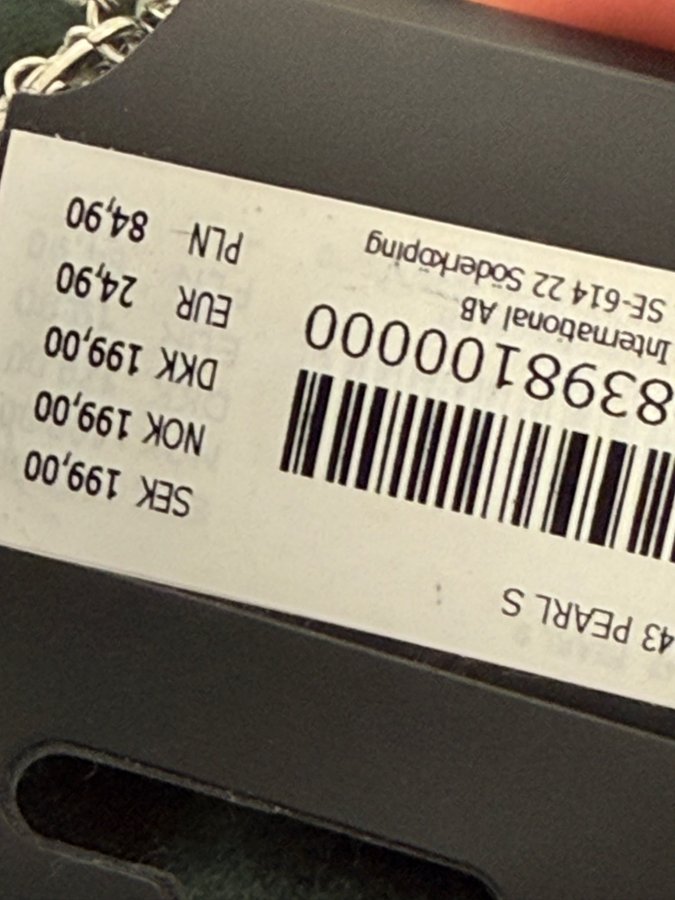 43 PEARL S
8398100000
International AB
SE-614 22 Söderköping
SEK 199,00
NOK 199,00
DKK 199,00
EUR 24,90
PLN 84,90